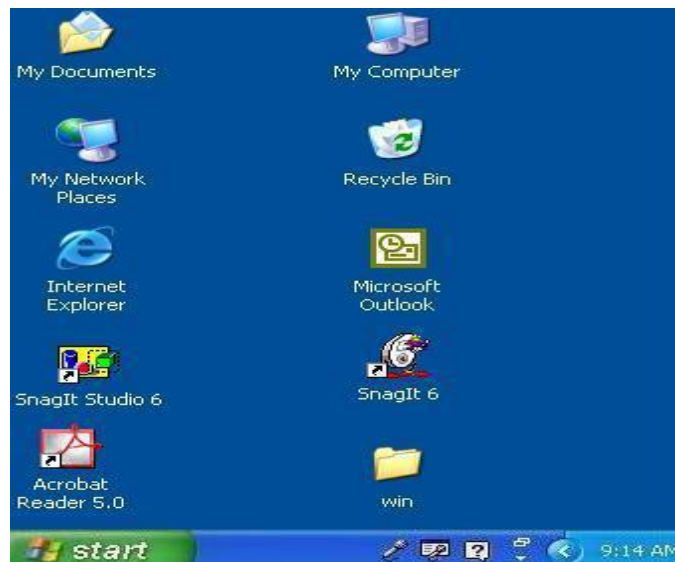 My Documents
My Computer
My Network
Places
Recycle Bin
Internet
Explorer
Microsoft
Outlook
SnagIt Studio 6
SnagIt 6
Acrobat
Reader 5.0
win
start
9:14 AM